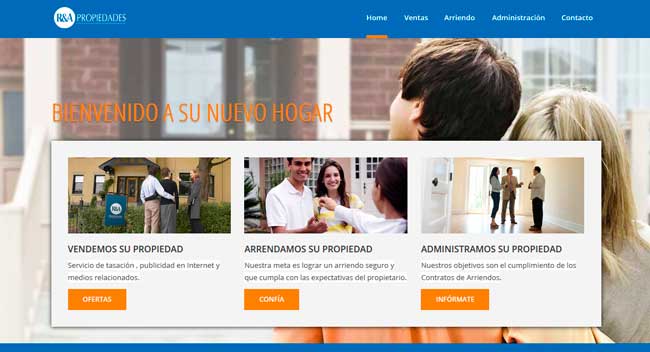 R&A PROPIEDADES
Home Ventas Arriendo Administración Contacto
BIENVENIDO A SU NUEVO HOGAR
R&A
VENDEMOS SU PROPIEDAD
Servicio de tasación , publicidad en Internet y
medios relacionados.
OFERTAS
ARRENDAMOS SU PROPIEDAD
Nuestra meta es lograr un arriendo seguro y
que cumpla con las expectativas del propietario.
CONFÍA
ADMINISTRAMOS SU PROPIEDAD
Nuestros objetivos son el cumplimiento de los
Contratos de Arriendos.
INFÓRMATE